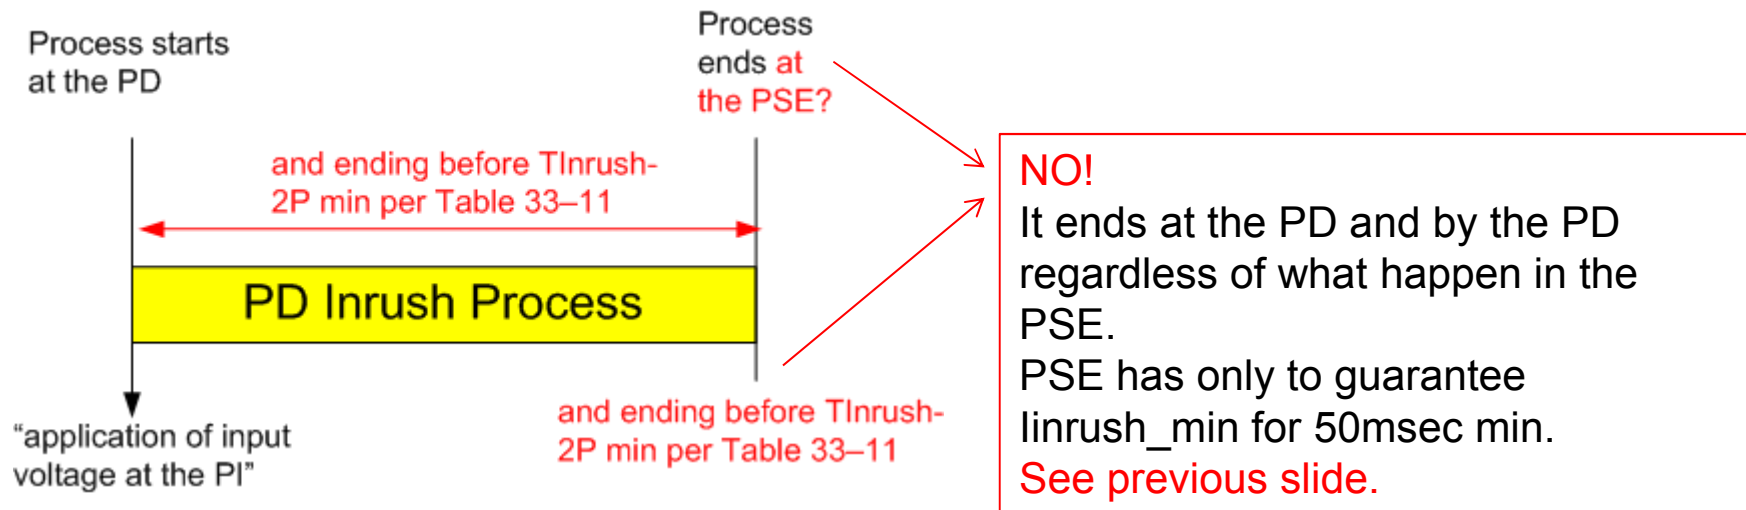 Process starts
at the PD
Process
ends at
the PSE?
and ending before TInrush-
2P min per Table 33–11
PD Inrush Process
“application of input
voltage at the PI”
and ending before TInrush-
2P min per Table 33–11
NO!
It ends at the PD and by the PD
regardless of what happen in the
PSE.
PSE has only to guarantee
Iinrush_min for 50msec min.
See previous slide.